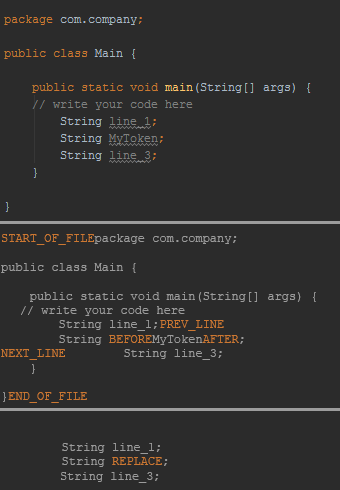 package com.company;
public class Main {
public static void main(String[] args) {
// write your code here
String line_1;
String MyToken;
String line_3;
}
}
START_OF_FILEpackage com.company;
public class Main {
public static void main(String[] args) {
// write your code here
String line_1;PREV_LINE
String BEFOREMyTokenAFTER;
NEXT_LINE        String line_3;
}
}END_OF_FILE
String line_1;
String REPLACE;
String line_3;